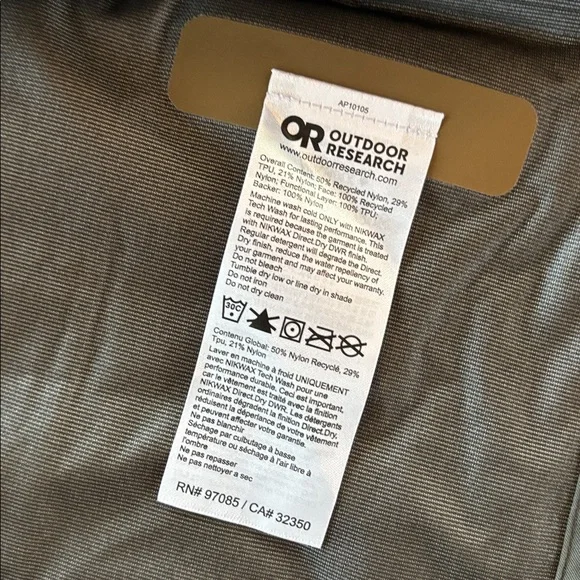 AP10105
OR OUTDOOR
RESEARCH
www.outdoorresearch.com
Overall Content: 50% Recycled Nylon, 29%
TPU, 21% Nylon; Face: 100% Recycled
Nylon; Functional Layer: 100% TPU;
Backer: 100% Nylon
Machine wash cold ONLY with NIKWAX
Tech Wash for lasting performance. This
is required because the garment is treated
with NIKWAX Direct.Dry DWR finish.
Regular detergent will degrade the Direct.
Dry finish, reduce the water repellency of
your garment and may affect your warranty.
Do not bleach
Tumble dry low or line dry in shade
Do not iron
Do not dry clean
30C
Contenu Global: 50% Nylon Recyclé, 29%
Tpu, 21% Nylon
Laver en machine à froid UNIQUEMENT
avec NIKWAX Tech Wash pour une
performance durable. Ceci est important,
car le vêtement est traité avec la finition
NIKWAX Direct.Dry DWR. Les détergents
ordinaires dégradent la finition Direct.Dry,
réduisent la déperlance de votre vêtement
et peuvent affecter votre garantie.
Ne pas blanchir
Séchage par culbutage à basse
température ou séchage à l'air libre à
l'ombre
Ne pas repasser
Ne pas nettoyer a sec
RN# 97085 / CA# 32350